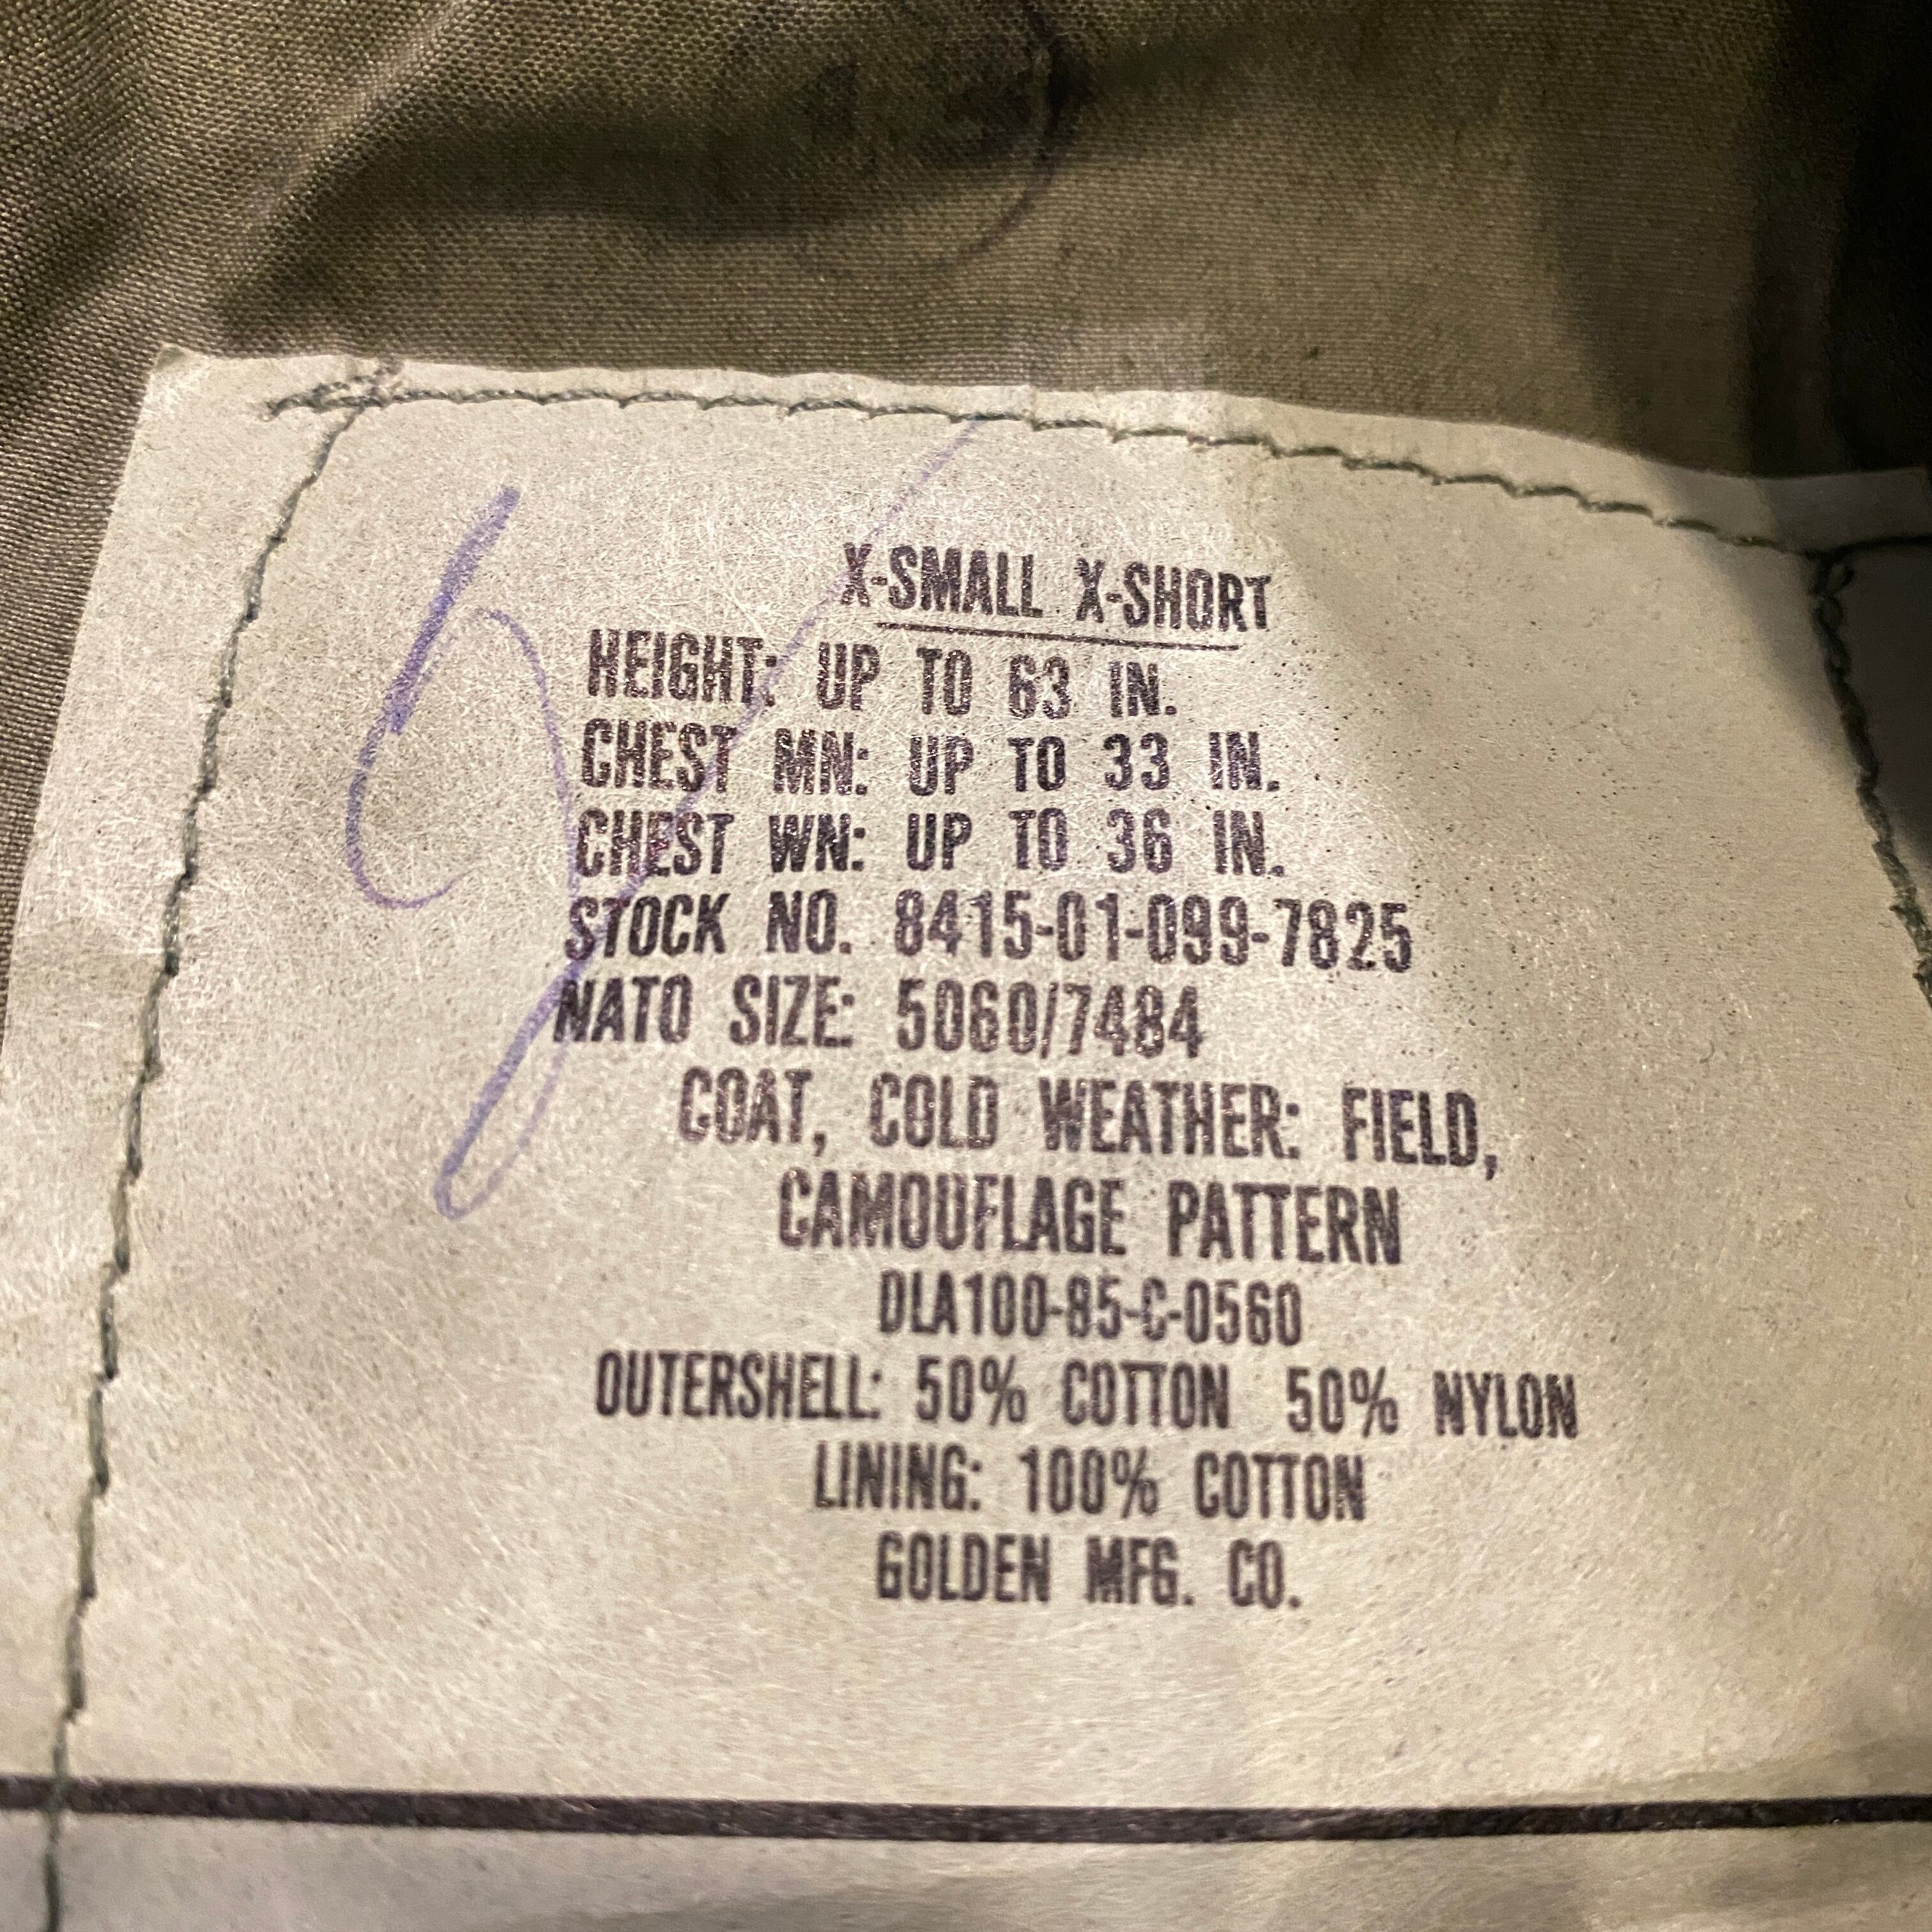 X-SMALL X-SHORT
HEIGHT: UP TO 63 IN.
CHEST MN: UP TO 33 IN.
CHEST WN: UP TO 36 IN.
STOCK NO. 8415-01-099-7825
NATO SIZE: 5060/7484
COAT, COLD WEATHER: FIELD,
CAMOUFLAGE PATTERN
DLA100-85-C-0560
OUTERSHELL: 50% COTTON 50% NYLON
LINING: 100% COTTON
GOLDEN MFG. CO.